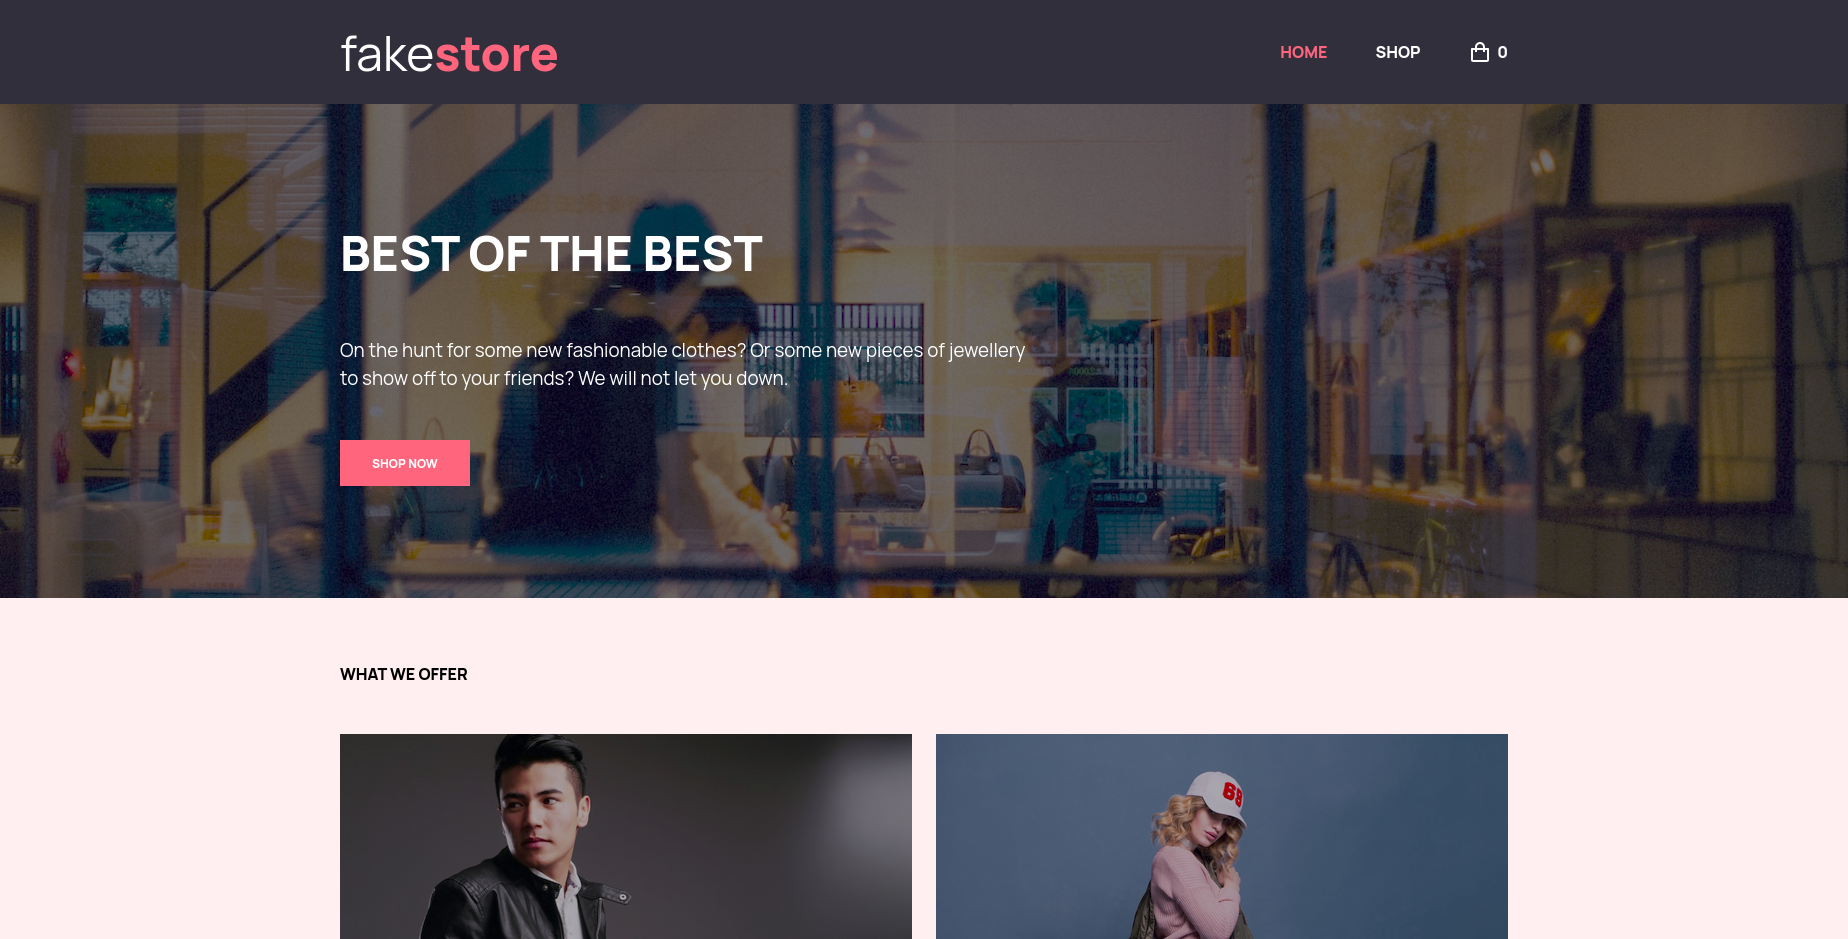 fakestore
HOME
SHOP
0
BEST OF THE BEST
On the hunt for some new fashionable clothes? Or some new pieces of jewellery
to show off to your friends? We will not let you down.
SHOP NOW
WHAT WE OFFER
69